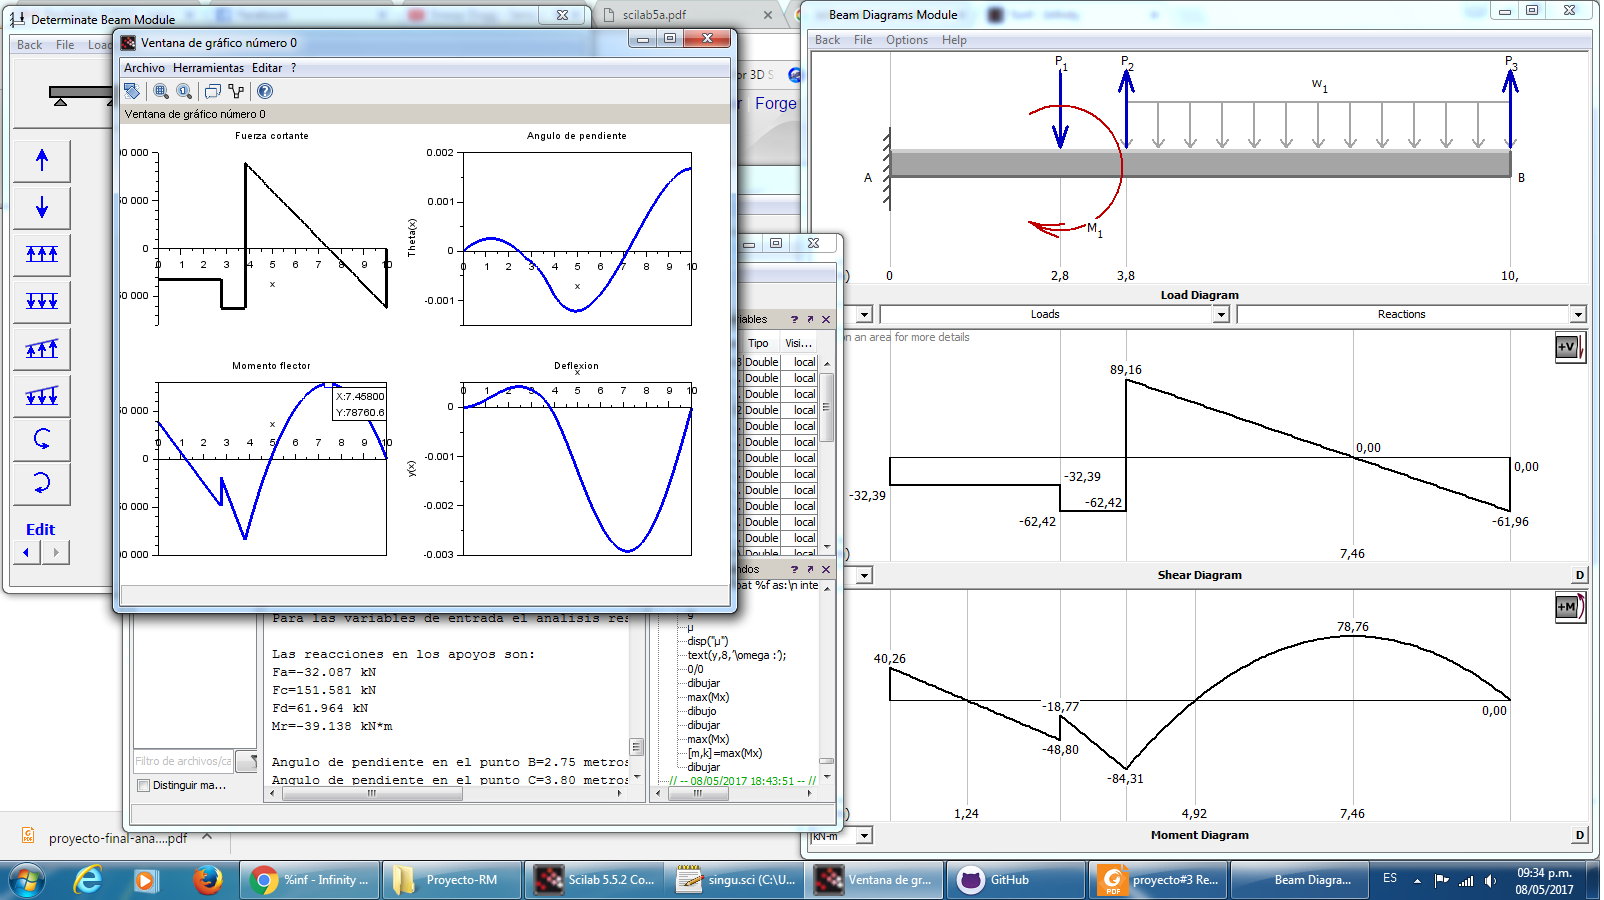 Determinate Beam Module
Back File Loa
Edit
scilab5a.pdf
or 3D S
r Forge
Ventana de gráfico número 0
Archivo Herramientas Editar ?
Ventana de gráfico número 0
Fuerza cortante
00 000
50 000
0
50 000
0 1 2 3 4 5 6 7 8 9 10
Angulo de pendiente
0.002
0.001
0
-0.001
Theta(x)
0 1 2 3 4 5 6 7 8 9 10
Momento flector
50 000
0
50 000
00 000
0 1 2 3 4 5 6 7 8 9 10
X:7.45800
Y:78760.6
Deflexion
0
-0.001
-0.002
-0.003
y(x)
0 1 2 3 4 5 6 7 8 9 10
riables
Tipo Visi...
3 Double local
Double local
Double local
2 Double local
Double local
Double local
Double local
Double local
Double local
Double local
Double local
Double local
ndos
bat %f as:\n inte
g
µ
disp("µ")
text(y,8,'\omega :');
0/0
dibujar
max(Mx)
dibujo
dibujar
max(Mx)
[m,k]=max(Mx)
dibujar
// -- 08/05/2017 18:43:51 -- //
Para las variables de entrada el analisis res
Las reacciones en los apoyos son:
Fa=-32.087 kN
Fc=151.581 kN
Fd=61.964 kN
Mr=-39.138 kN*m
Angulo de pendiente en el punto B=2.75 metros
Angulo de pendiente en el punto C=3.80 metros
Filtro de archivos/ca
Distinguir ma...
Beam Diagrams Module
Back File Options Help
P1
P2
P3
w1
A
B
M1
0
2,8
3,8
10,
Load Diagram
Loads
Reactions
n an area for more details
+V
89,16
0,00
0,00
-32,39
-32,39
-62,42
-62,42
-61,96
7,46
Shear Diagram
D
+M
78,76
40,26
-18,77
0,00
-48,80
-84,31
1,24
4,92
7,46
kN-m
Moment Diagram
D
proyecto-final-ana....pdf
%inf - Infinity ...
Proyecto-RM
Scilab 5.5.2 Co...
singu.sci (C:\U...
Ventana de gr...
GitHub
proyecto#3 Re...
Beam Diagra...
ES
09:34 p.m.
08/05/2017